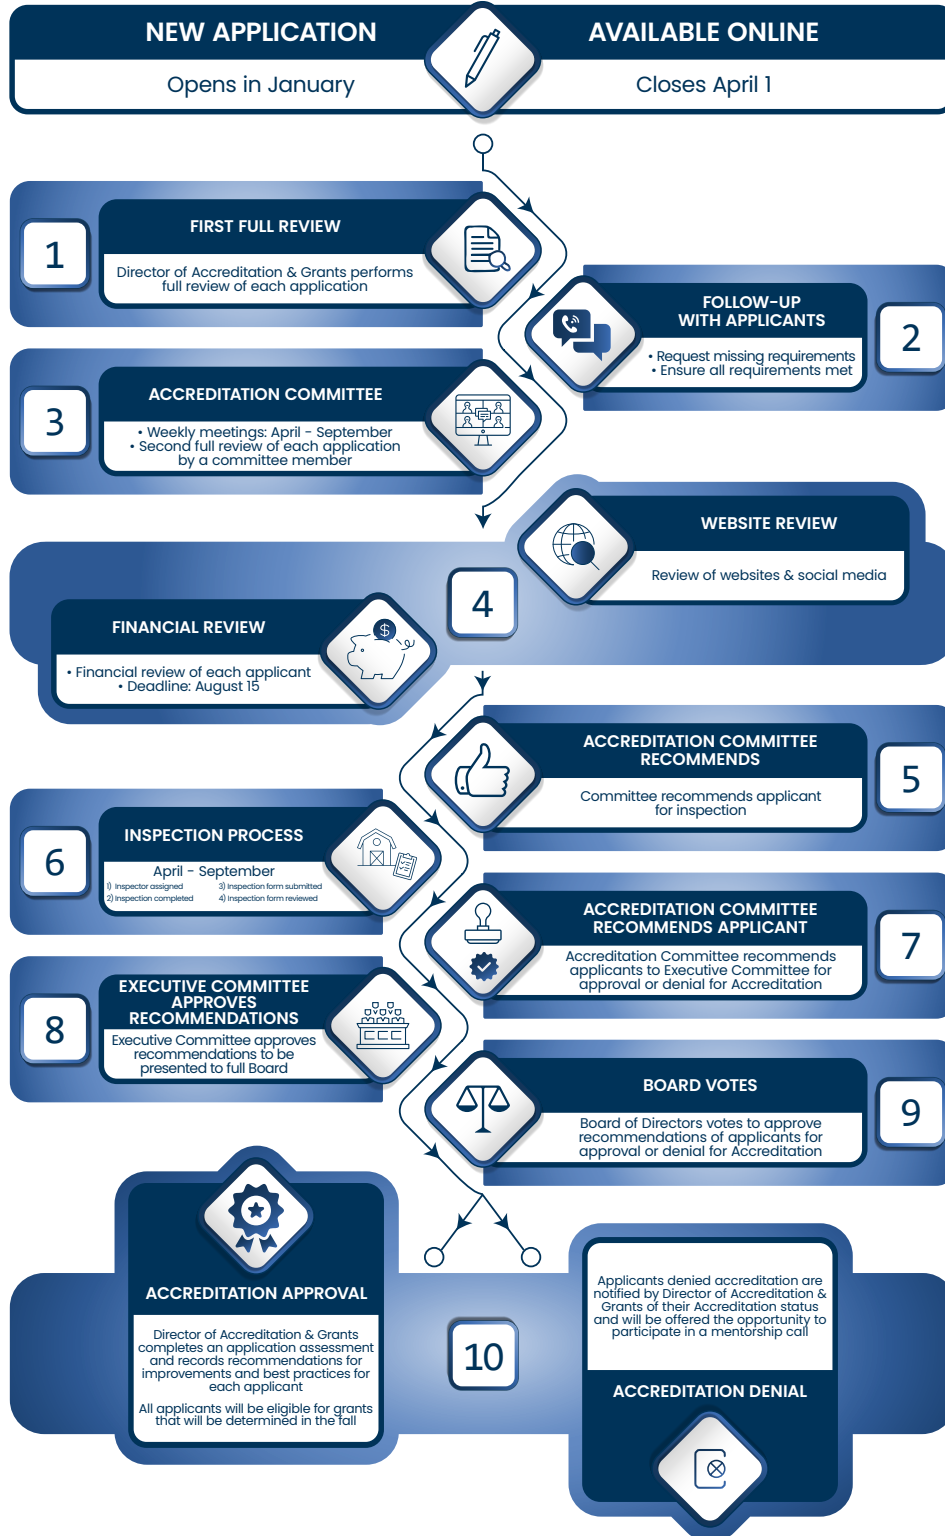 NEW APPLICATION
AVAILABLE ONLINE
Opens in January
Closes April 1
1
FIRST FULL REVIEW
Director of Accreditation & Grants performs
full review of each application
2
FOLLOW-UP
WITH APPLICANTS
• Request missing requirements
• Ensure all requirements met
3
ACCREDITATION COMMITTEE
• Weekly meetings: April - September
• Second full review of each application
by a committee member
4
WEBSITE REVIEW
Review of websites & social media
FINANCIAL REVIEW
$
• Financial review of each applicant
• Deadline: August 15
5
ACCREDITATION COMMITTEE
RECOMMENDS
Committee recommends applicant
for inspection
6
INSPECTION PROCESS
April - September
1) Inspector assigned
2) Inspection completed
3) Inspection form submitted
4) Inspection form reviewed
7
ACCREDITATION COMMITTEE
RECOMMENDS APPLICANT
Accreditation Committee recommends
applicants to Executive Committee for
approval or denial for Accreditation
8
EXECUTIVE COMMITTEE
APPROVES
RECOMMENDATIONS
Executive Committee approves
recommendations to be
presented to full Board
9
BOARD VOTES
Board of Directors votes to approve
recommendations of applicants for
approval or denial for Accreditation
10
ACCREDITATION APPROVAL
Director of Accreditation & Grants
completes an application assessment
and records recommendations for
improvements and best practices for
each applicant
All applicants will be eligible for grants
that will be determined in the fall
Applicants denied accreditation are
notified by Director of Accreditation &
Grants of their Accreditation status
and will be offered the opportunity to
participate in a mentorship call
ACCREDITATION DENIAL